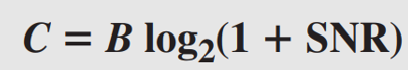 C = B log₂(1 + SNR)